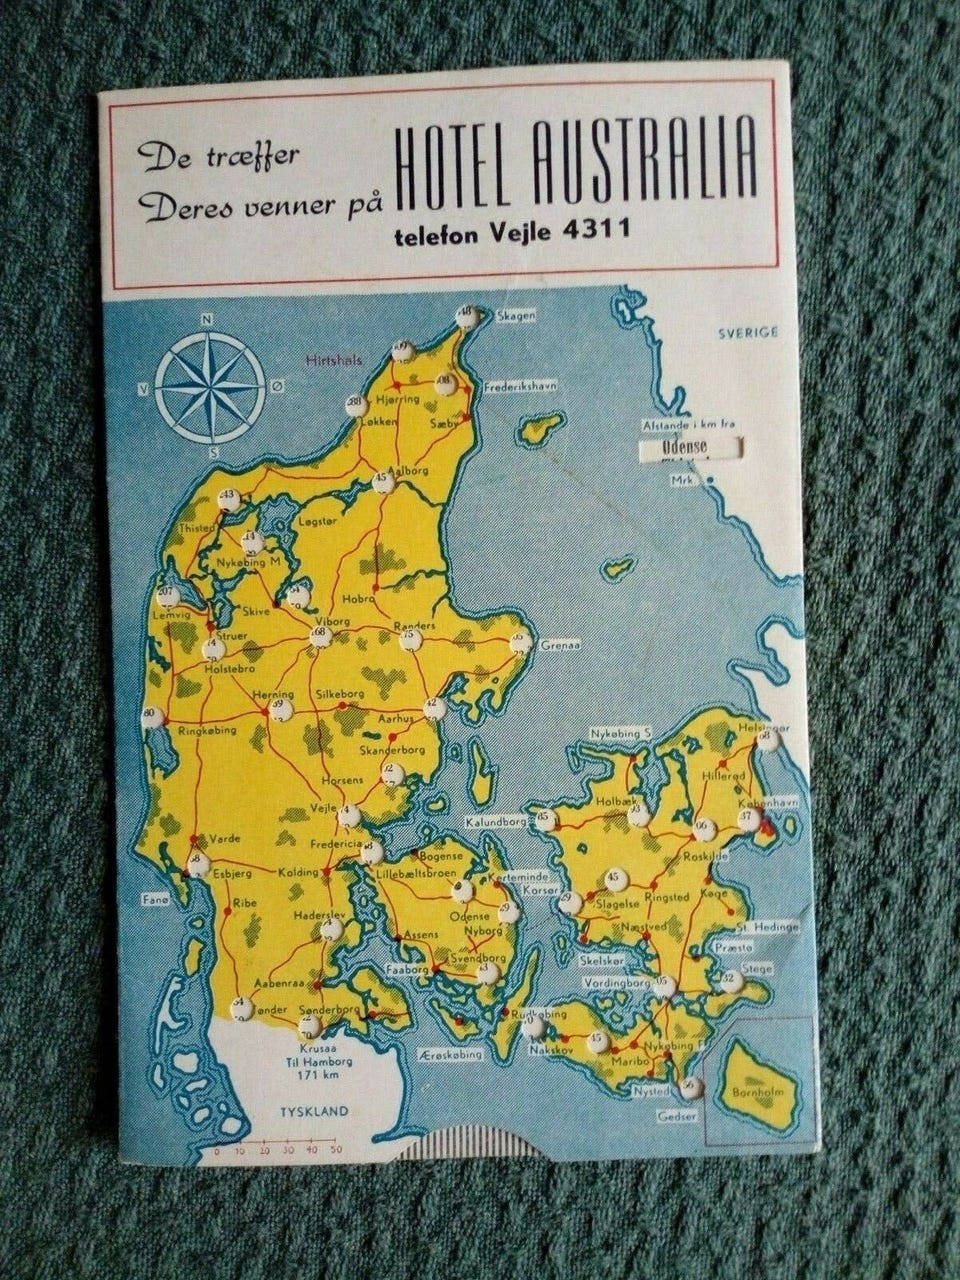 De træffer
Deres venner på
HOTEL AUSTRALIA
telefon Vejle 4311
N
V
Ø
S
SVERIGE
Skagen
Hirtshals
Frederikshavn
Hjørring
Løkken
Sæby
Afstande i km fra
Odense
Mrk.
Aalborg
Thisted
Løgstør
Nykøbing M
Hobro
Lemvig
Skive
Struer
Viborg
Randers
Grenaa
Holstebro
Herning
Silkeborg
Aarhus
Ringkøbing
Skanderborg
Nykøbing S
Helsingør
Hillerød
Horsens
Vejle
Holbæk
København
Kalundborg
Varde
Fredericia
Bogense
Roskilde
Esbjerg
Kolding
Lillebæltsbroen
Kerteminde
Korsør
Slagelse
Ringsted
Køge
Fanø
Ribe
Haderslev
Odense
Nyborg
Næstved
St. Hedinge
Assens
Præstø
Svendborg
Skelskør
Faaborg
Stege
Vordingborg
Aabenraa
Tønder
Sønderborg
Rudkøbing
Krusaa
Til Hamborg
171 km
Ærøskøbing
Nakskov
Nykøbing F
Maribo
Nysted
Gedser
Bornholm
TYSKLAND
0 10 20 30 40 50